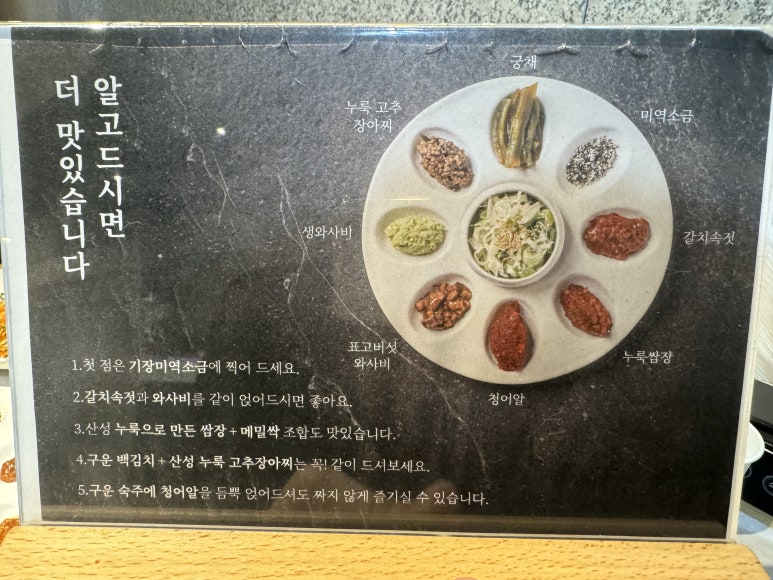 알고드시면
더 맛있습니다
궁채
누룩 고추
장아찌
미역소금
생와사비
갈치속젓
표고버섯
와사비
누룩쌈장
청어알
1.첫 점은 기장미역소금에 찍어 드세요.
2.갈치속젓과 와사비를 같이 얹어드시면 좋아요.
3.산성 누룩으로 만든 쌈장 + 메밀싹 조합도 맛있습니다.
4.구운 백김치 + 산성 누룩 고추장아찌는 꼭! 같이 드셔보세요.
5.구운 숙주에 청어알을 듬뿍 얹어드셔도 짜지 않게 즐기실 수 있습니다.